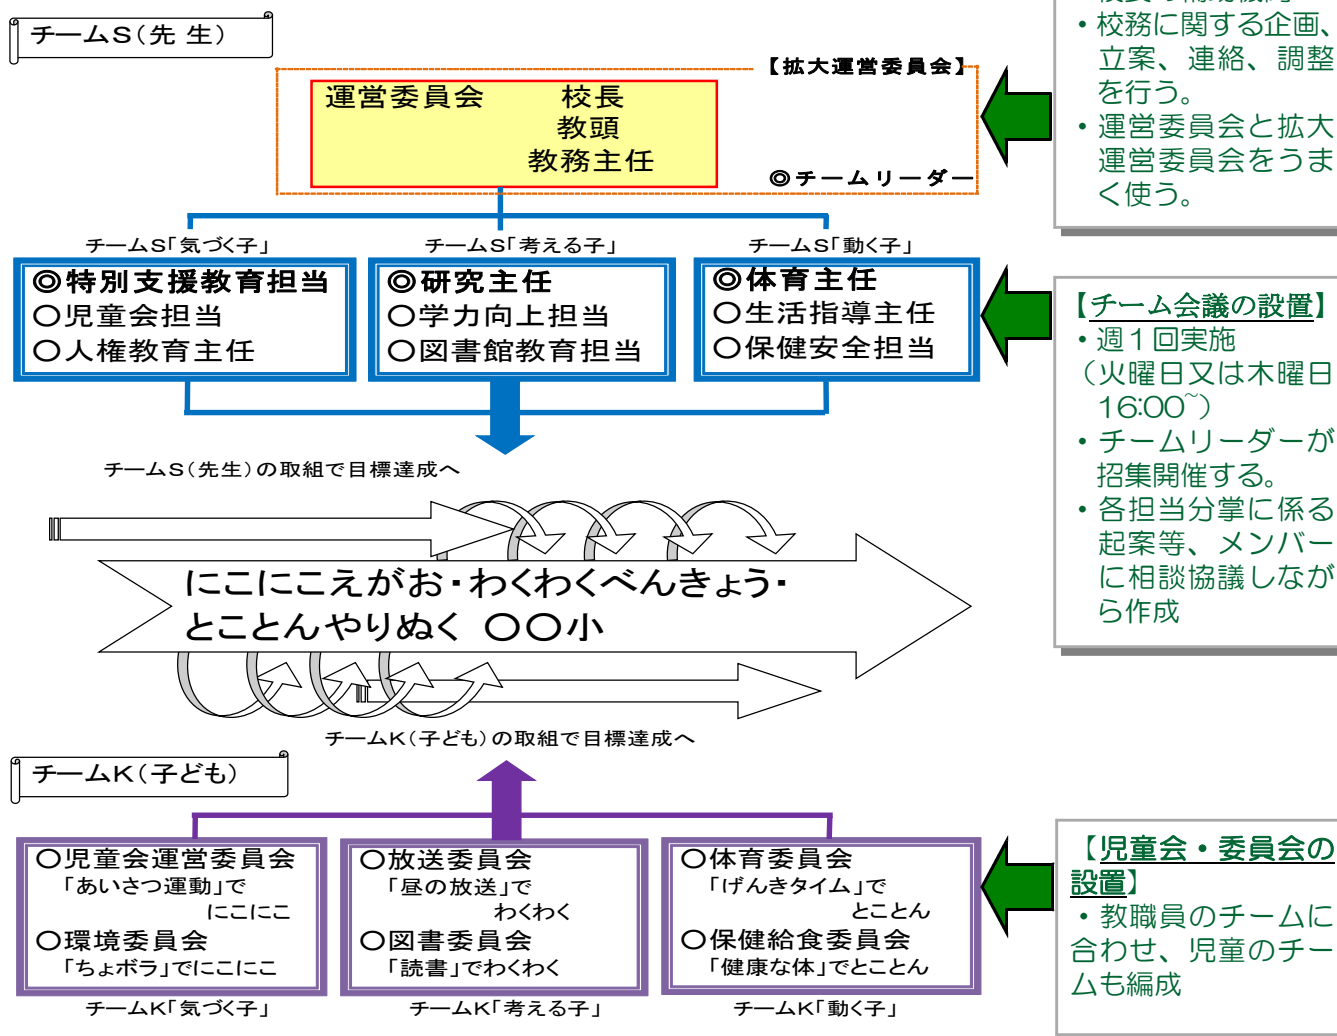 チームS(先 生)
【拡大運営委員会】
運営委員会 校長
教頭
教務主任
◎チームリーダー
・校務に関する企画、
立案、連絡、調整
を行う。
・運営委員会と拡大
運営委員会をうま
く使う。
チームS「気づく子」
◎特別支援教育担当
〇児童会担当
〇人権教育主任
チームS「考える子」
◎研究主任
〇学力向上担当
〇図書館教育担当
チームS「動く子」
◎体育主任
〇生活指導主任
〇保健安全担当
【チーム会議の設置】
・週1回実施
(火曜日又は木曜日
16:00~)
・チームリーダーが
招集開催する。
・各担当分掌に係る
起案等、メンバー
に相談協議しなが
ら作成
チームS(先生)の取組で目標達成へ
にこにこえがお・わくわくべんきょう・
とことんやりぬく 〇〇小
チームK(子ども)の取組で目標達成へ
チームK(子ども)
〇児童会運営委員会
「あいさつ運動」で
にこにこ
〇環境委員会
「ちょボラ」でにこにこ
チームK「気づく子」
〇放送委員会
「昼の放送」で
わくわく
〇図書委員会
「読書」でわくわく
チームK「考える子」
〇体育委員会
「げんきタイム」で
とことん
〇保健給食委員会
「健康な体」でとことん
チームK「動く子」
【児童会・委員会の
設置】
・教職員のチームに
合わせ、児童のチー
ムも編成